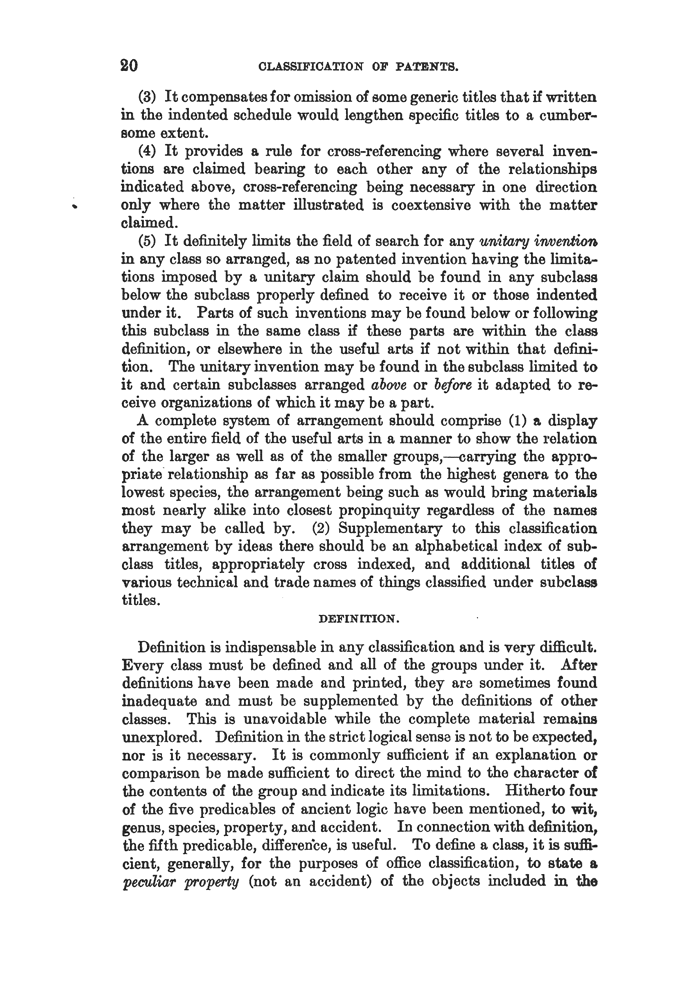 20 CLASSIFICATION OF PATENTS.
(3) It compensates for omission of some generic titles that if written
in the indented schedule would lengthen specific titles to a cumber-
some extent.
(4) It provides a rule for cross-referencing where several inven-
tions are claimed bearing to each other any of the relationships
indicated above, cross-referencing being necessary in one direction
only where the matter illustrated is coextensive with the matter
claimed.
(5) It definitely limits the field of search for any unitary invention
in any class so arranged, as no patented invention having the limita-
tions imposed by a unitary claim should be found in any subclass
below the subclass properly defined to receive it or those indented
under it. Parts of such inventions may be found below or following
this subclass in the same class if these parts are within the class
definition, or elsewhere in the useful arts if not within that defini-
tion. The unitary invention may be found in the subclass limited to
it and certain subclasses arranged above or before it adapted to re-
ceive organizations of which it may be a part.
A complete system of arrangement should comprise (1) a display
of the entire field of the useful arts in a manner to show the relation
of the larger as well as of the smaller groups,—carrying the appro-
priate relationship as far as possible from the highest genera to the
lowest species, the arrangement being such as would bring materials
most nearly alike into closest propinquity regardless of the names
they may be called by. (2) Supplementary to this classification
arrangement by ideas there should be an alphabetical index of sub-
class titles, appropriately cross indexed, and additional titles of
various technical and trade names of things classified under subclass
titles.
DEFINITION.
Definition is indispensable in any classification and is very difficult.
Every class must be defined and all of the groups under it. After
definitions have been made and printed, they are sometimes found
inadequate and must be supplemented by the definitions of other
classes. This is unavoidable while the complete material remains
unexplored. Definition in the strict logical sense is not to be expected,
nor is it necessary. It is commonly sufficient if an explanation or
comparison be made sufficient to direct the mind to the character of
the contents of the group and indicate its limitations. Hitherto four
of the five predicables of ancient logic have been mentioned, to wit,
genus, species, property, and accident. In connection with definition,
the fifth predicable, difference, is useful. To define a class, it is suffi-
cient, generally, for the purposes of office classification, to state a
peculiar property (not an accident) of the objects included in the